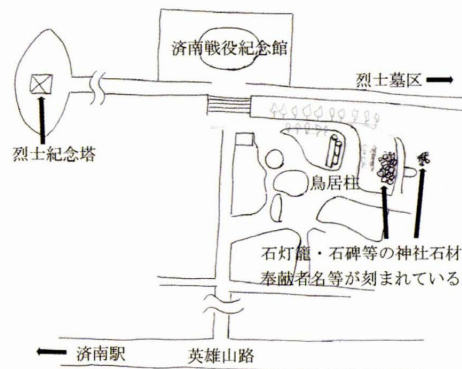 済南戦役紀念館
烈士墓区
烈士紀念塔
鳥居柱
石灯籠・石碑等の神社石材
奉献者名等が刻まれている
済南駅
英雄山路